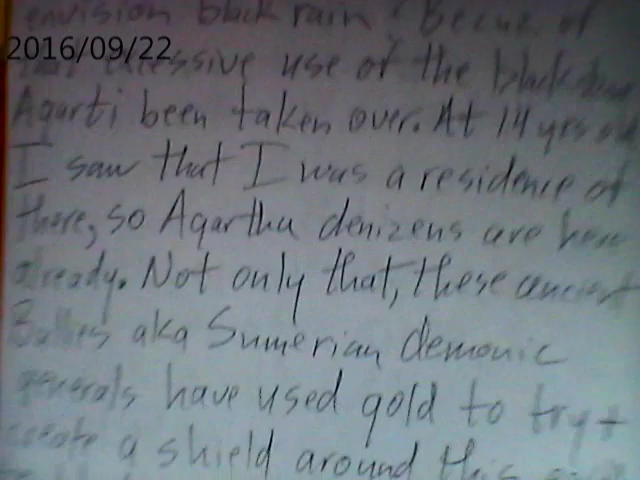 envision black rain. Becuz of
2016/09/22
excessive use of the black
Agarti been taken over. At 14 yrs old
I saw that I was a residence of
there, so Agartha denizens are here
already. Not only that, these ancient
aka Sumerian demonic
generals have used gold to try +
create a shield around this